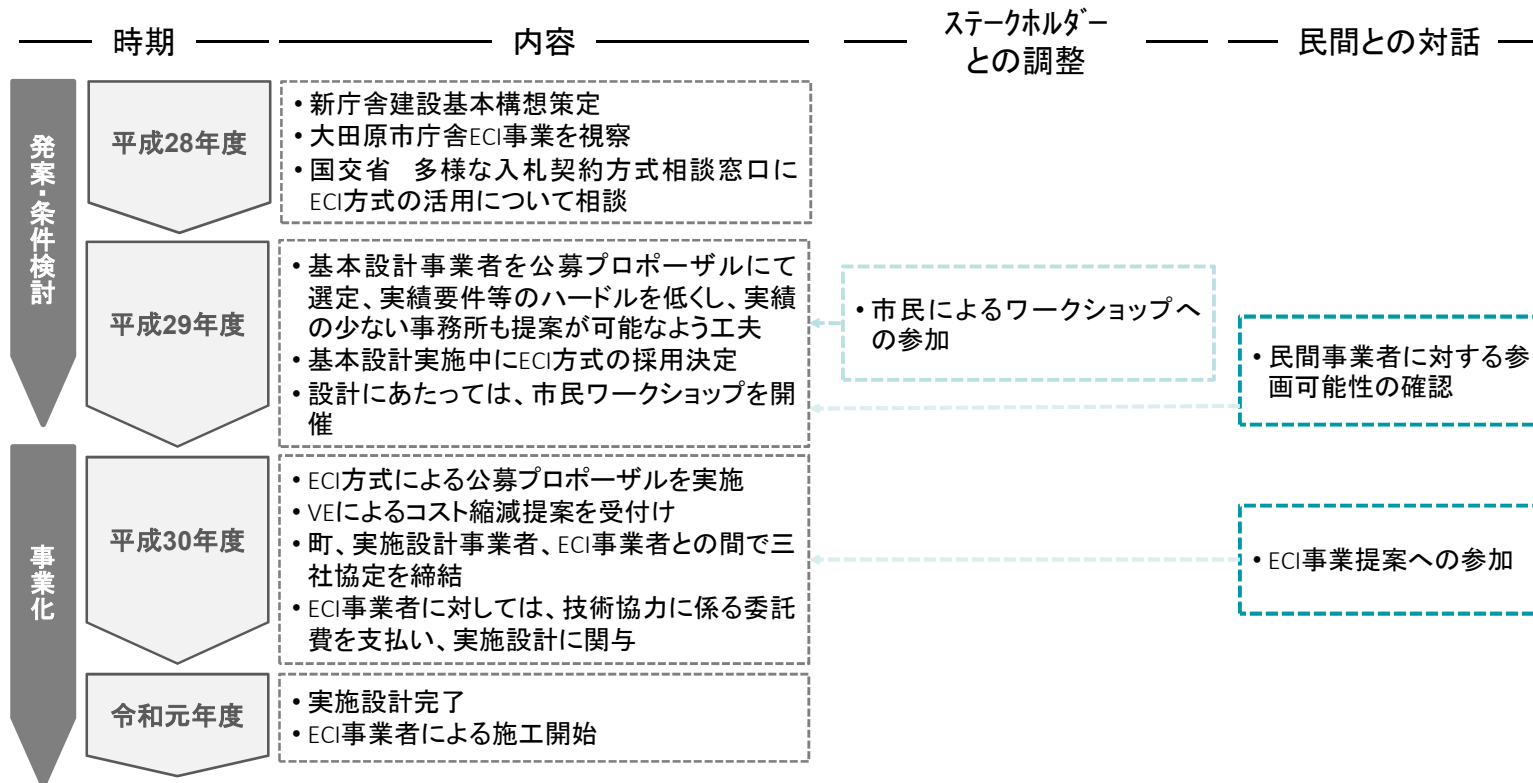 時期
内容
ステークホルダー
との調整
民間との対話
発案・条件検討
平成28年度
• 新庁舎建設基本構想策定
• 大田原市庁舎ECI事業を視察
• 国交省　多様な入札契約方式相談窓口に
ECI方式の活用について相談
平成29年度
• 基本設計事業者を公募プロポーザルにて
選定、実績要件等のハードルを低くし、実績
の少ない事務所も提案が可能なよう工夫
• 基本設計実施中にECI方式の採用決定
• 設計にあたっては、市民ワークショップを開
催
• 市民によるワークショップへ
の参加
• 民間事業者に対する参
画可能性の確認
事業化
平成30年度
• ECI方式による公募プロポーザルを実施
• VEによるコスト縮減提案を受付け
• 町、実施設計事業者、ECI事業者との間で三
社協定を締結
• ECI事業者に対しては、技術協力に係る委託
費を支払い、実施設計に関与
• ECI事業提案への参加
令和元年度
• 実施設計完了
• ECI事業者による施工開始